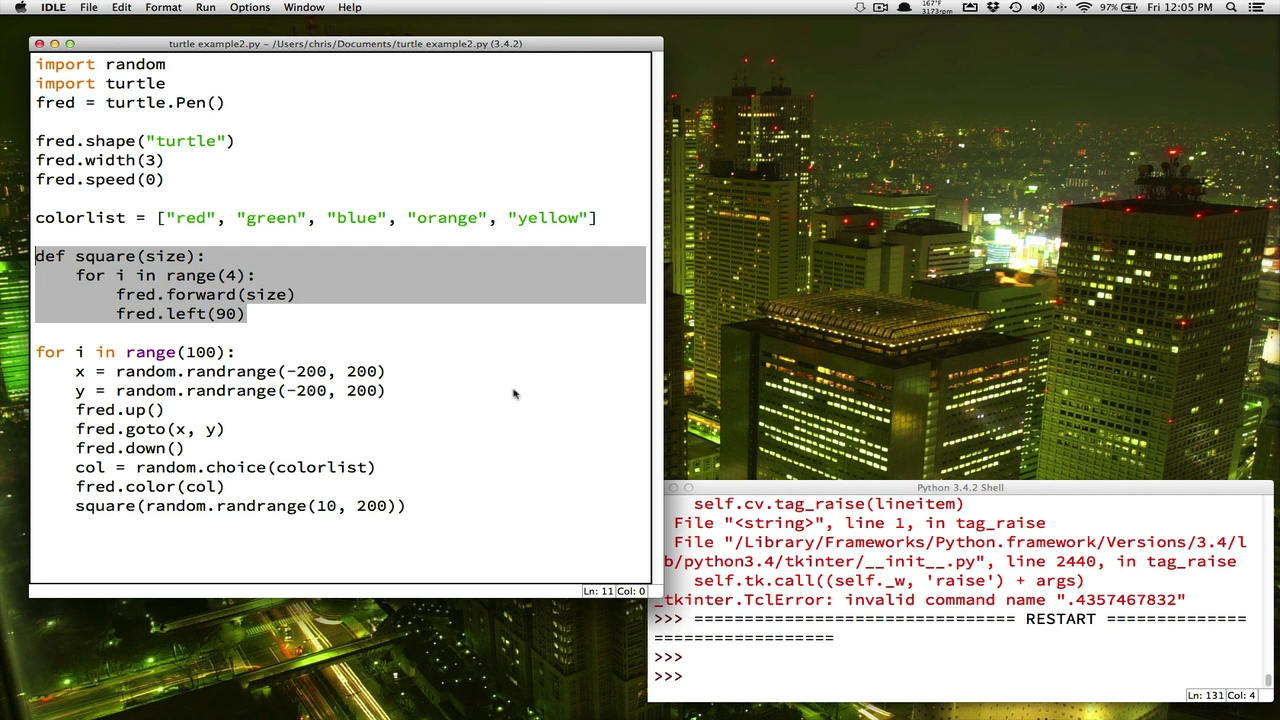 IDLE File Edit Format Run Options Window Help
167°F
3173rpm
97%
Fri 12:05 PM
turtle example2.py – /Users/chris/Documents/turtle example2.py (3.4.2)
import random
import turtle
fred = turtle.Pen()
fred.shape("turtle")
fred.width(3)
fred.speed(0)
colorlist = ["red", "green", "blue", "orange", "yellow"]
def square(size):
    for i in range(4):
        fred.forward(size)
        fred.left(90)
for i in range(100):
    x = random.randrange(-200, 200)
    y = random.randrange(-200, 200)
    fred.up()
    fred.goto(x, y)
    fred.down()
    col = random.choice(colorlist)
    fred.color(col)
    square(random.randrange(10, 200))
Ln: 11 Col: 0
Python 3.4.2 Shell
    self.cv.tag_raise(lineitem)
  File "<string>", line 1, in tag_raise
  File "/Library/Frameworks/Python.framework/Versions/3.4/l
b/python3.4/tkinter/__init__.py", line 2440, in tag_raise
    self.tk.call((self._w, 'raise') + args)
_tkinter.TclError: invalid command name ".4357467832"
>>> ================================ RESTART ==============
==================
>>>
>>>
Ln: 131 Col: 4